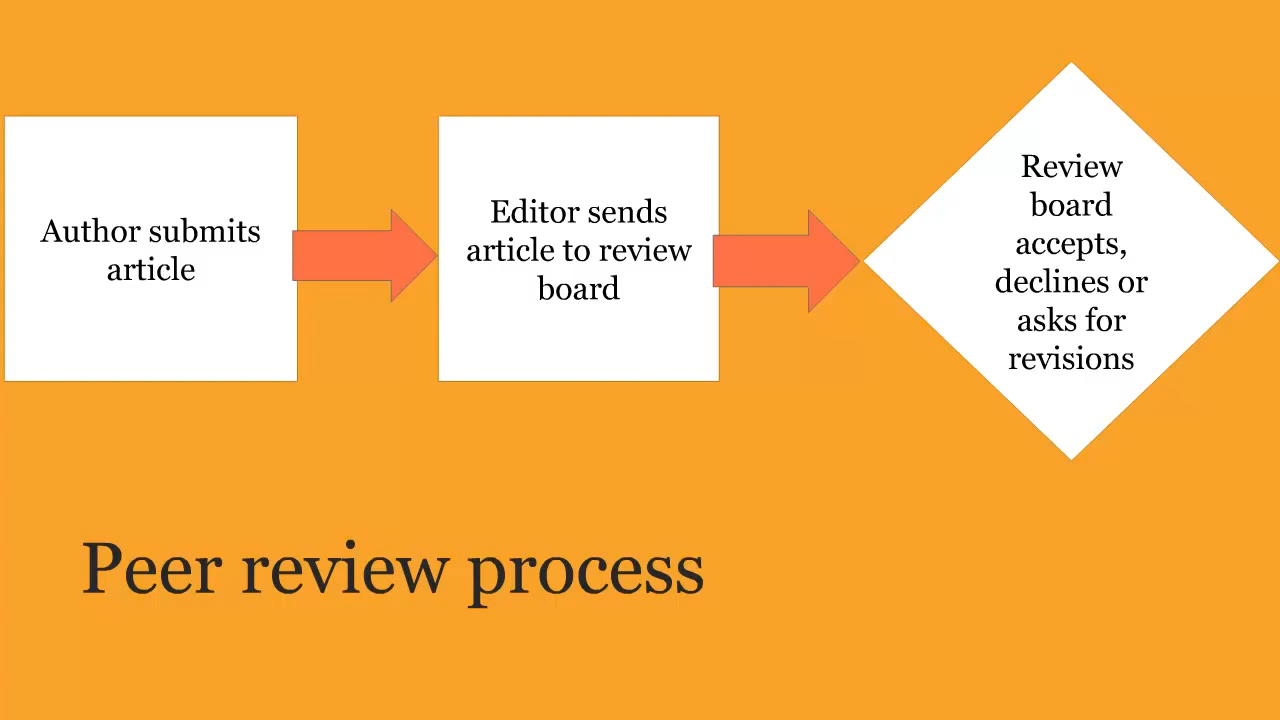 Author submits
article
Editor sends
article to review
board
Review
board
accepts,
declines or
asks for
revisions
Peer review process